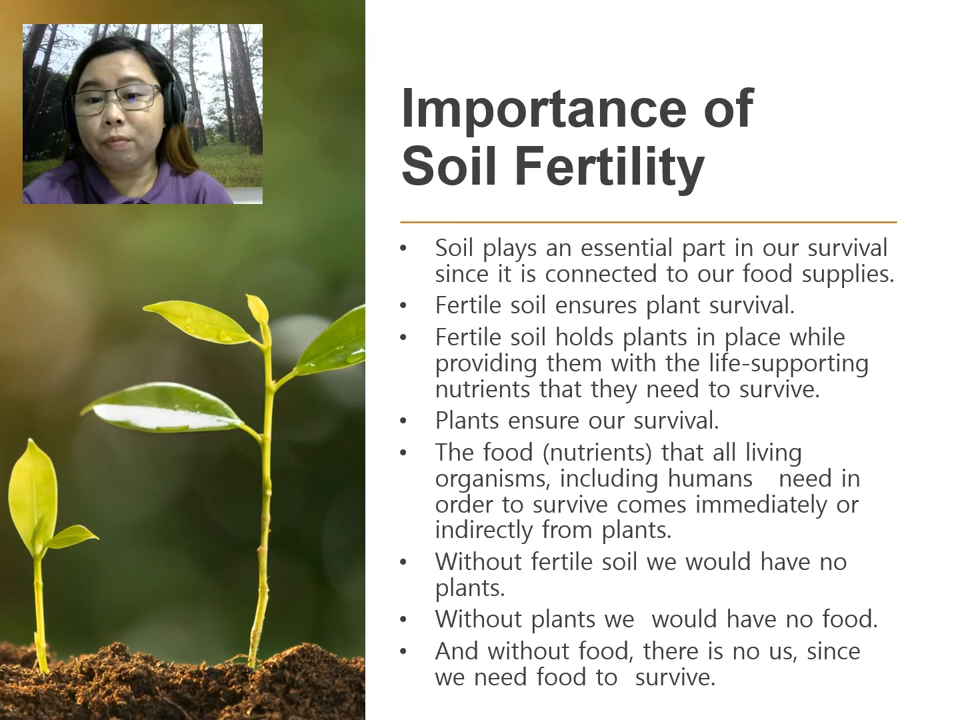 Importance of
Soil Fertility
• Soil plays an essential part in our survival
since it is connected to our food supplies.
• Fertile soil ensures plant survival.
• Fertile soil holds plants in place while
providing them with the life-supporting
nutrients that they need to survive.
• Plants ensure our survival.
• The food (nutrients) that all living
organisms, including humans   need in
order to survive comes immediately or
indirectly from plants.
• Without fertile soil we would have no
plants.
• Without plants we  would have no food.
• And without food, there is no us, since
we need food to  survive.